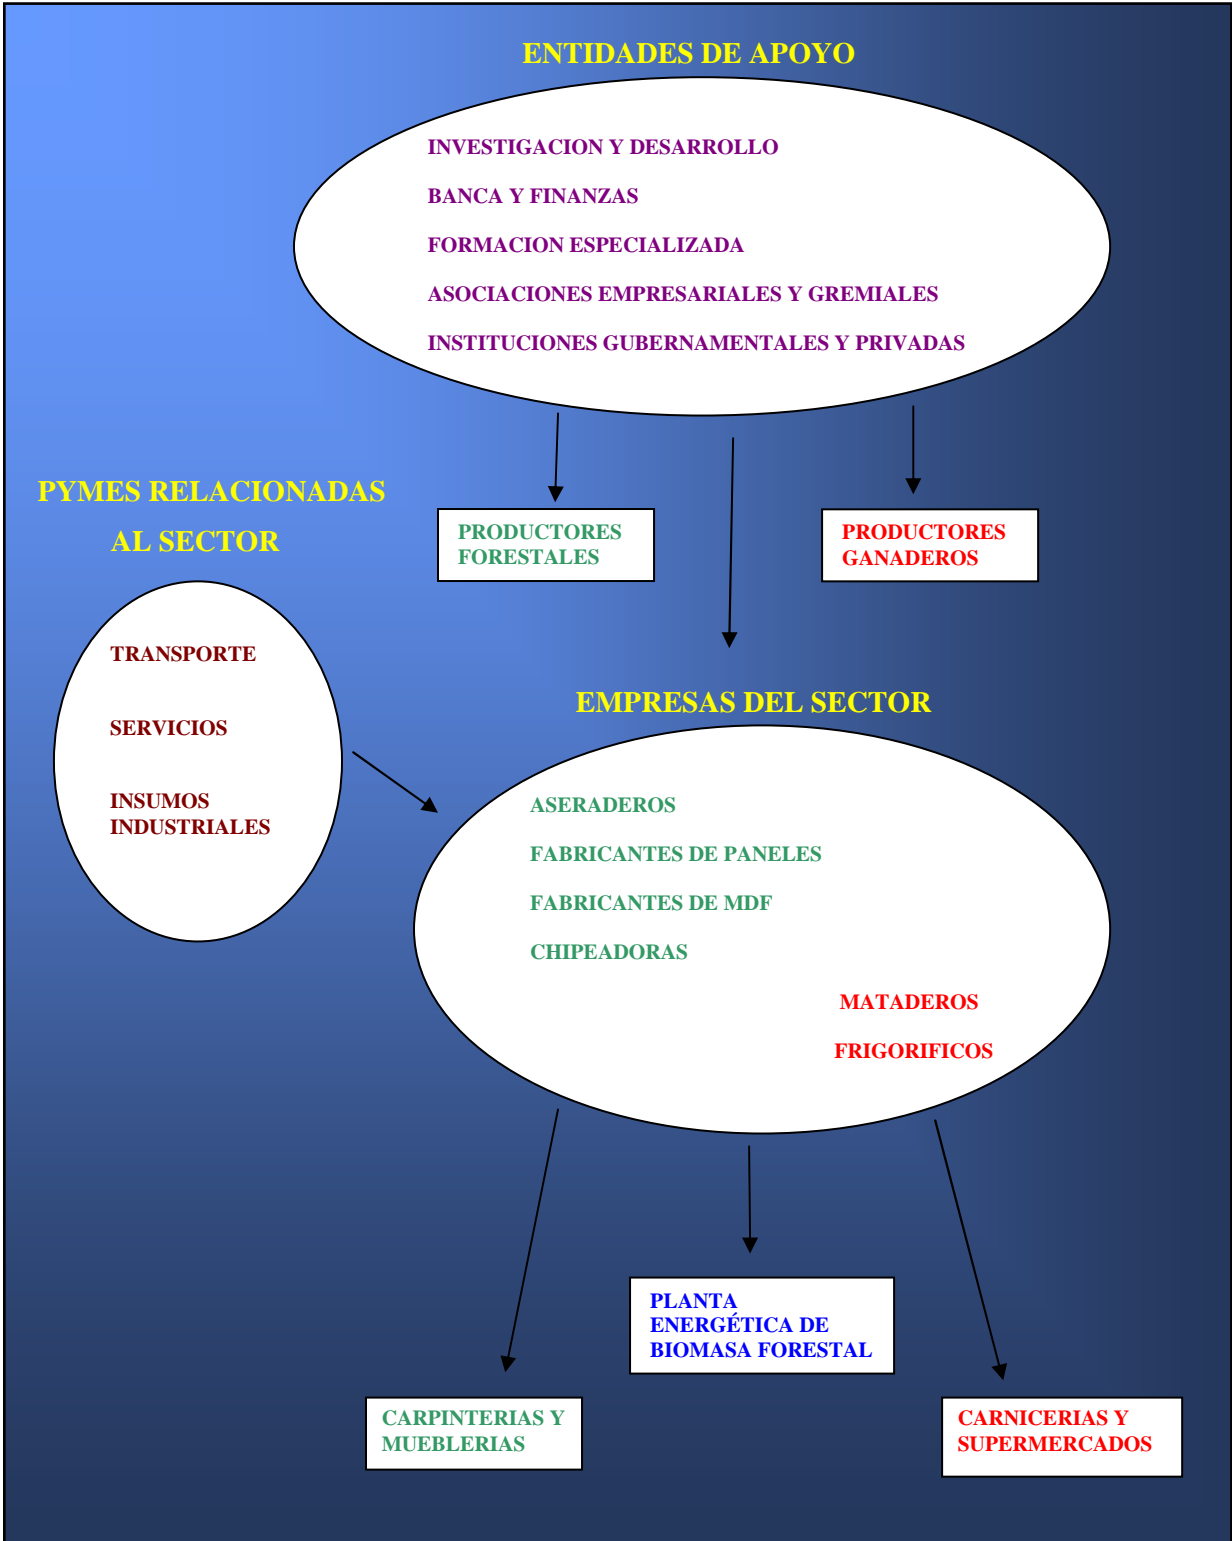 ENTIDADES DE APOYO
INVESTIGACION Y DESARROLLO
BANCA Y FINANZAS
FORMACION ESPECIALIZADA
ASOCIACIONES EMPRESARIALES Y GREMIALES
INSTITUCIONES GUBERNAMENTALES Y PRIVADAS
PYMES RELACIONADAS
AL SECTOR
PRODUCTORES
FORESTALES
PRODUCTORES
GANADEROS
TRANSPORTE
SERVICIOS
INSUMOS
INDUSTRIALES
EMPRESAS DEL SECTOR
ASERADEROS
FABRICANTES DE PANELES
FABRICANTES DE MDF
CHIPEADORAS
MATADEROS
FRIGORIFICOS
PLANTA
ENERGÉTICA DE
BIOMASA FORESTAL
CARPINTERIAS Y
MUEBLERIAS
CARNICERIAS Y
SUPERMERCADOS